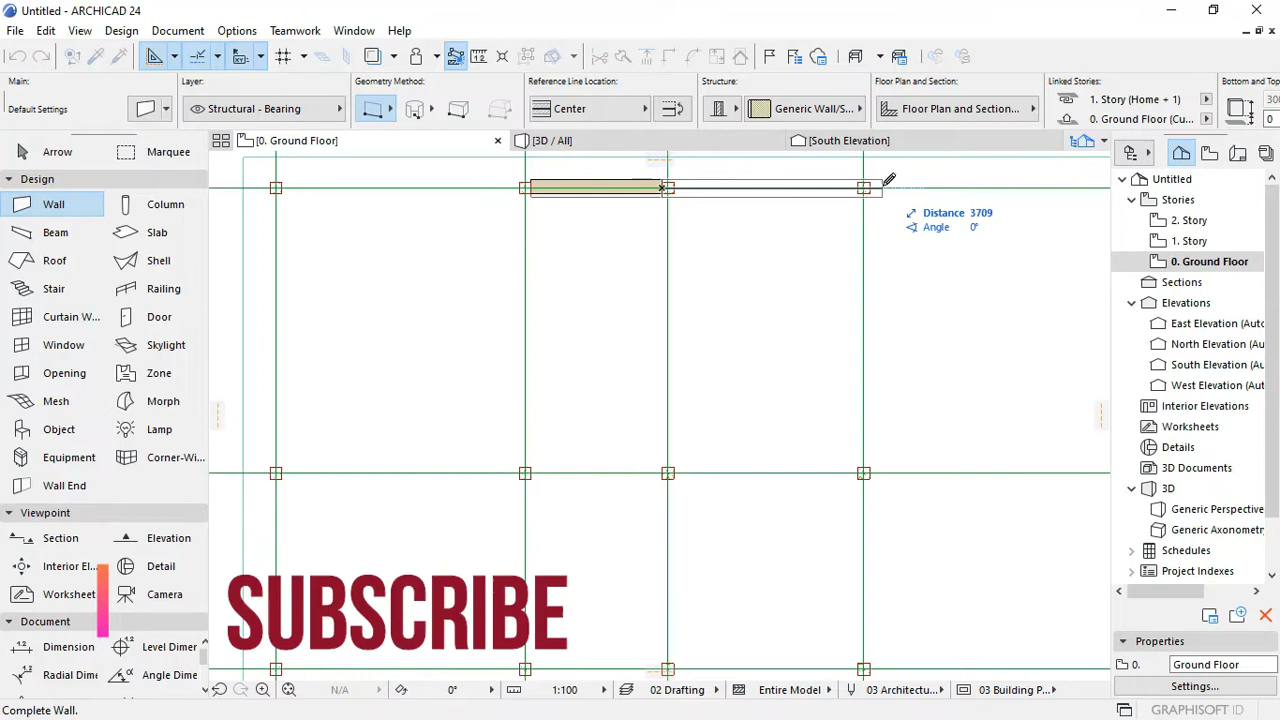 Untitled - ARCHICAD 24
File Edit View Design Document Options Teamwork Window Help
Main: Layer: Geometry Method: Reference Line Location: Structure: Floor Plan and Section: Linked Stories: Bottom and Top
Default Settings Structural - Bearing Center Generic Wall/S... Floor Plan and Section... 1. Story (Home + 1) 300
0. Ground Floor (Cu... 0
[0. Ground Floor] [3D / All] [South Elevation]
Arrow Marquee
Design
Wall Column
Beam Slab
Roof Shell
Stair Railing
Curtain W... Door
Window Skylight
Opening Zone
Mesh Morph
Object Lamp
Equipment Corner-Wi...
Wall End
Viewpoint
Section Elevation
Interior El... Detail
Worksheet Camera
Document
Dimension Level Dimer
Radial Dime Angle Dime
Distance 3709
Angle 0°
SUBSCRIBE
Untitled
Stories
2. Story
1. Story
0. Ground Floor
Sections
Elevations
East Elevation (Auto
North Elevation (Au
South Elevation (Aut
West Elevation (Aut
Interior Elevations
Worksheets
Details
3D Documents
3D
Generic Perspective
Generic Axonometry
Schedules
Project Indexes
Properties
0. Ground Floor
Settings...
N/A 0° 1:100 02 Drafting Entire Model 03 Architectu... 03 Building P...
Complete Wall. GRAPHISOFT ID